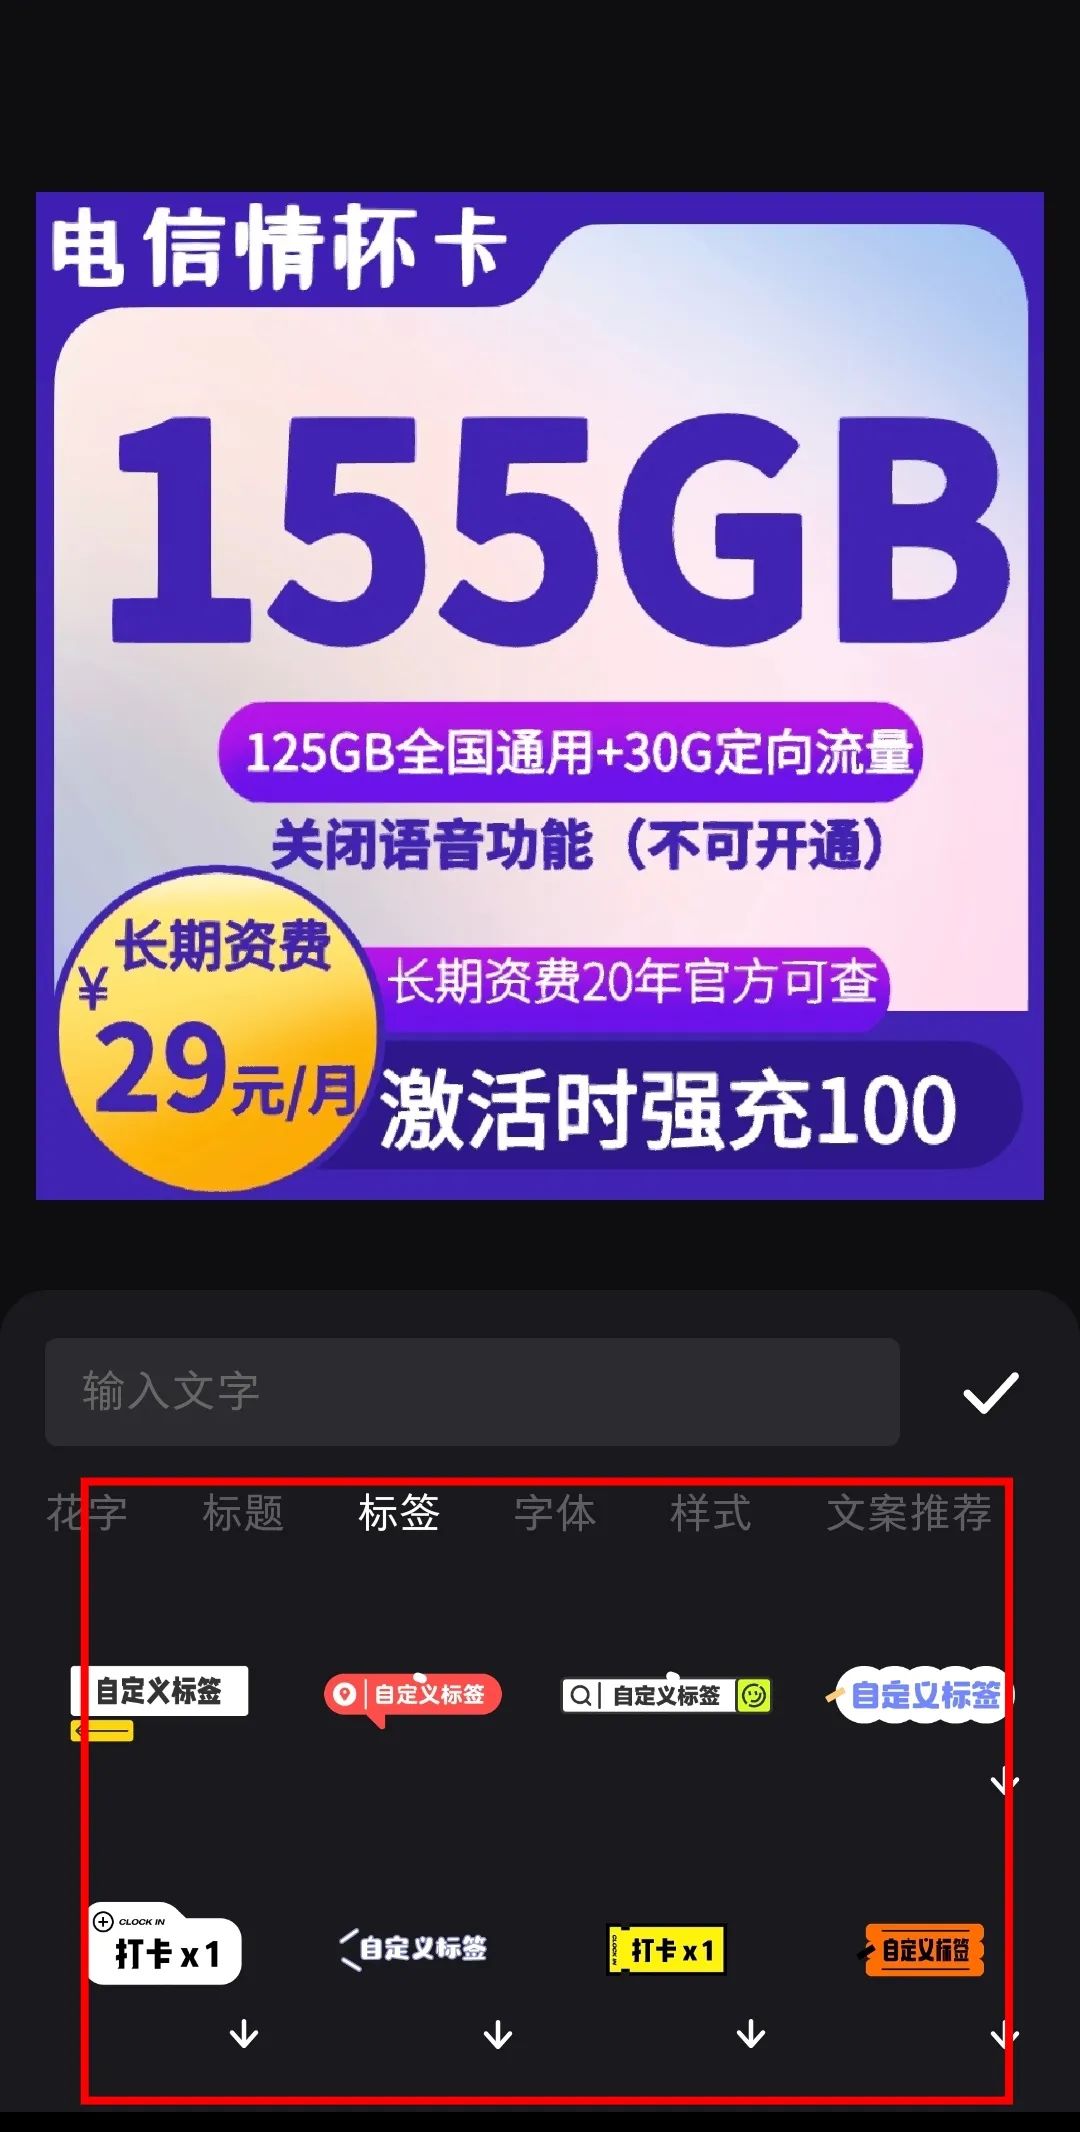 电信情怀卡
155GB
125GB全国通用+30G定向流量
关闭语音功能（不可开通）
长期资费
¥
29元/月
长期资费20年官方可查
激活时强充100
输入文字
花字 标题 标签 字体 样式 文案推荐
自定义标签 自定义标签 自定义标签 自定义标签
CLOCK IN
打卡 x 1 自定义标签 CLOCK IN 打卡 x 1 自定义标签